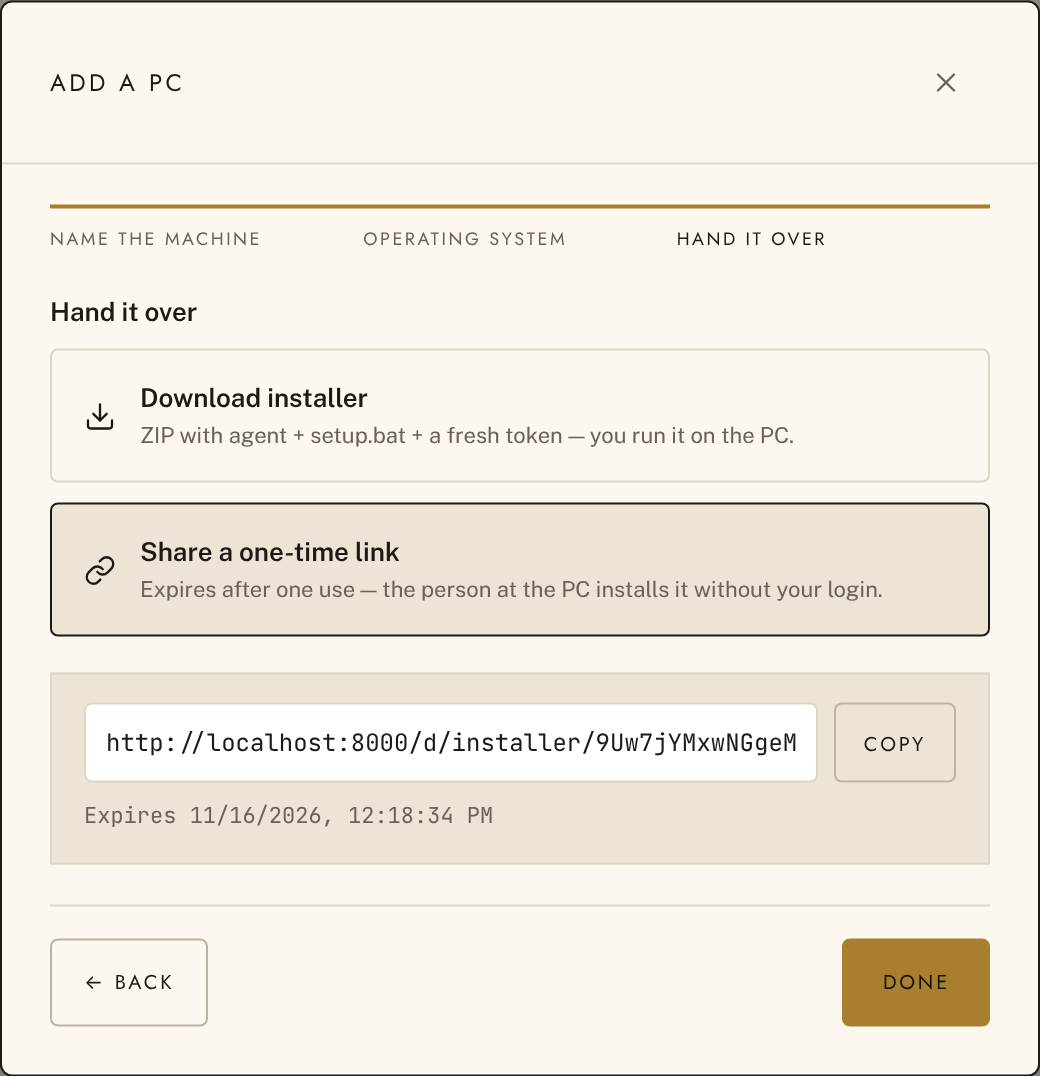 ADD A PC
NAME THE MACHINE
OPERATING SYSTEM
HAND IT OVER
Hand it over
Download installer
ZIP with agent + setup.bat + a fresh token — you run it on the PC.
Share a one-time link
Expires after one use — the person at the PC installs it without your login.
http://localhost:8000/d/installer/9Uw7jYMxwNGgeM
COPY
Expires 11/16/2026, 12:18:34 PM
← BACK
DONE